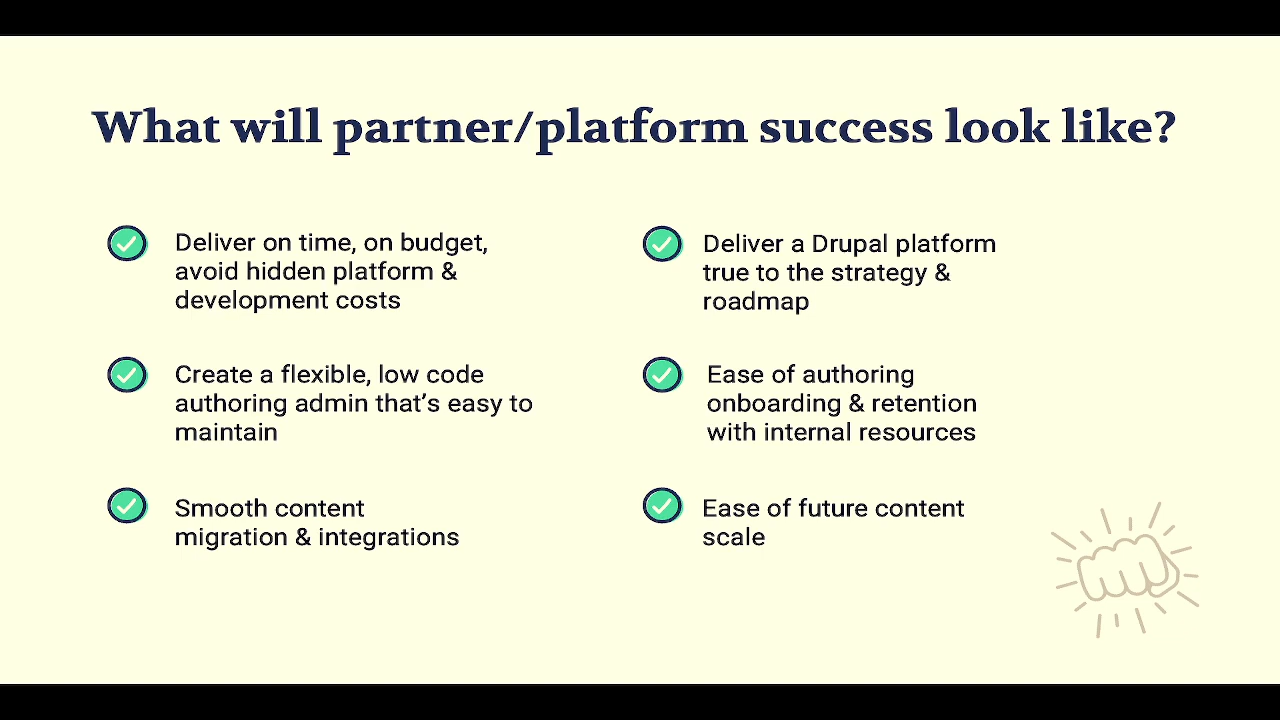 What will partner/platform success look like?
Deliver on time, on budget,
avoid hidden platform &
development costs
Create a flexible, low code
authoring admin that's easy to
maintain
Smooth content
migration & integrations
Deliver a Drupal platform
true to the strategy &
roadmap
Ease of authoring
onboarding & retention
with internal resources
Ease of future content
scale